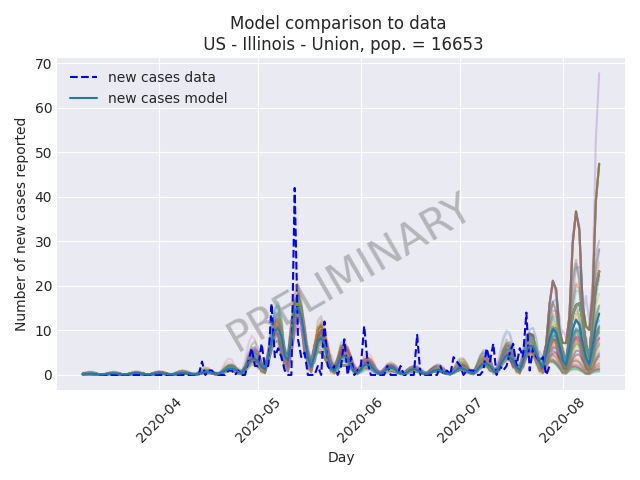 Model comparison to data
US - Illinois - Union, pop. = 16653
Number of new cases reported
70
60
50
40
30
20
10
0
new cases data
new cases model
PRELIMINARY
2020-04
2020-05
2020-06
2020-07
2020-08
Day